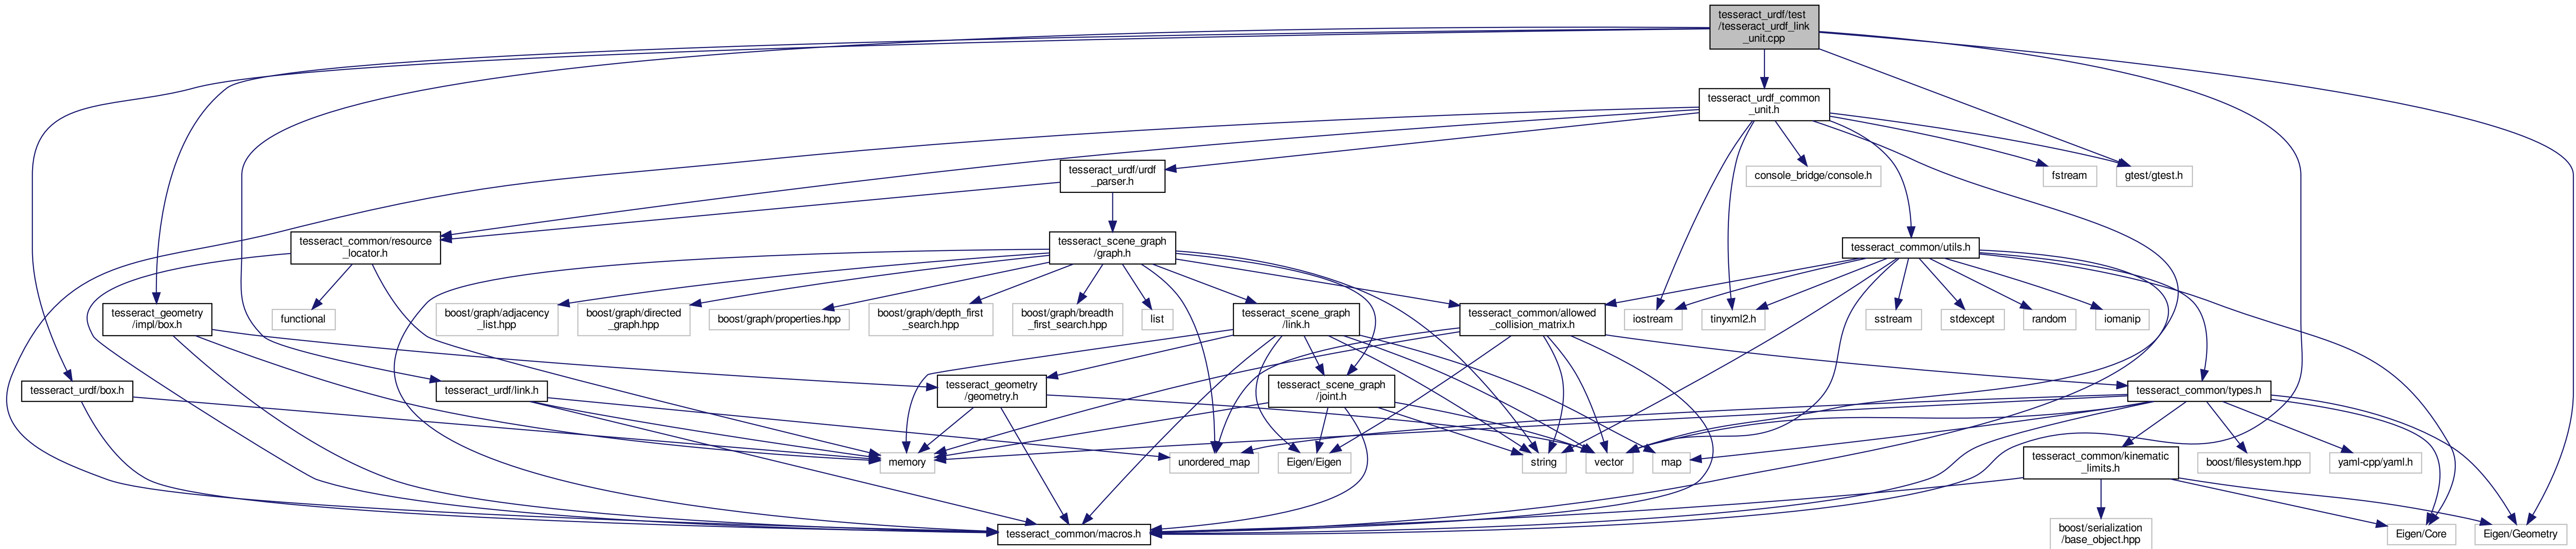 tesseract_urdf/test
/tesseract_urdf_link
_unit.cpp
tesseract_urdf_common
_unit.h
tesseract_urdf/urdf
_parser.h
console_bridge/console.h
fstream
gtest/gtest.h
tesseract_common/resource
_locator.h
tesseract_scene_graph
/graph.h
tesseract_common/utils.h
tesseract_geometry
/impl/box.h
functional
boost/graph/adjacency
_list.hpp
boost/graph/directed
_graph.hpp
boost/graph/properties.hpp
boost/graph/depth_first
_search.hpp
boost/graph/breadth
_first_search.hpp
list
tesseract_scene_graph
/link.h
tesseract_common/allowed
_collision_matrix.h
iostream
tinyxml2.h
sstream
stdexcept
random
iomanip
tesseract_urdf/box.h
tesseract_urdf/link.h
tesseract_geometry
/geometry.h
tesseract_scene_graph
/joint.h
tesseract_common/types.h
memory
unordered_map
Eigen/Eigen
string
vector
map
tesseract_common/kinematic
_limits.h
boost/filesystem.hpp
yaml-cpp/yaml.h
tesseract_common/macros.h
boost/serialization
/base_object.hpp
Eigen/Core
Eigen/Geometry